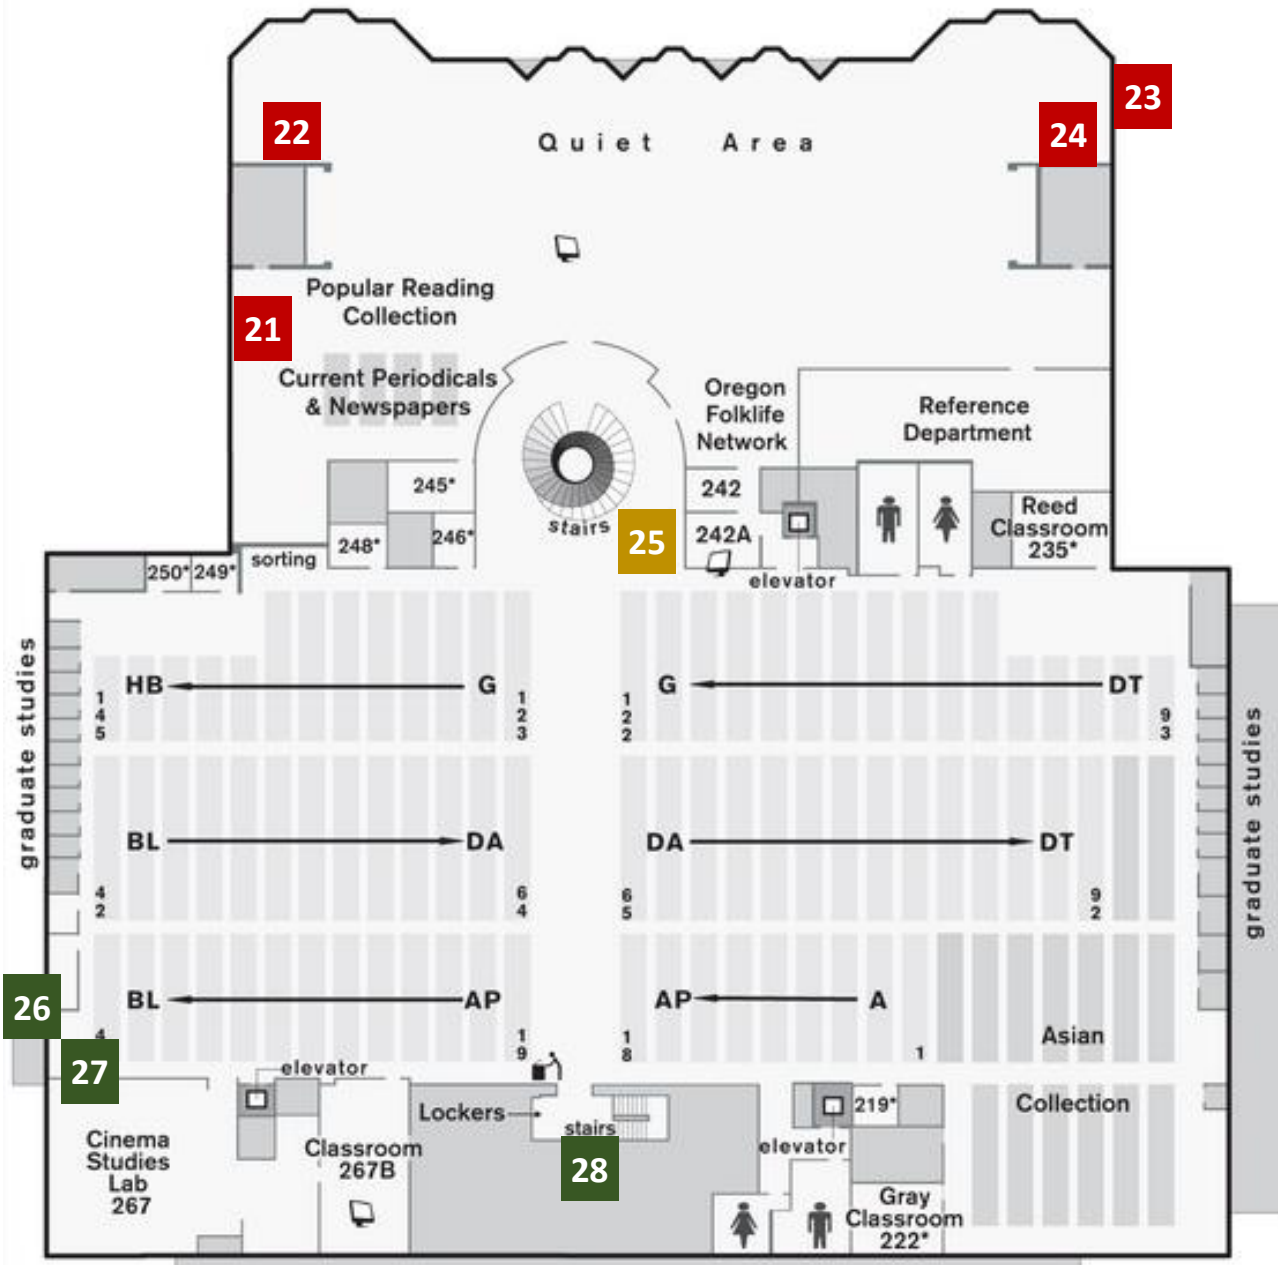 23
22
24
Quiet Area
Popular Reading
Collection
21
Current Periodicals
& Newspapers
Oregon
Folklife
Network
Reference
Department
245*
242
stairs
25
242A
Reed
Classroom
235*
246*
248*
sorting
250*
249*
elevator
graduate studies
HB
G
G
DT
145
123
122
93
graduate studies
BL
DA
DA
DT
42
64
65
92
26
BL
AP
AP
A
4
19
18
1
Asian
Collection
27
elevator
Lockers
stairs
28
219*
elevator
Cinema
Studies
Lab
267
Classroom
267B
Gray
Classroom
222*